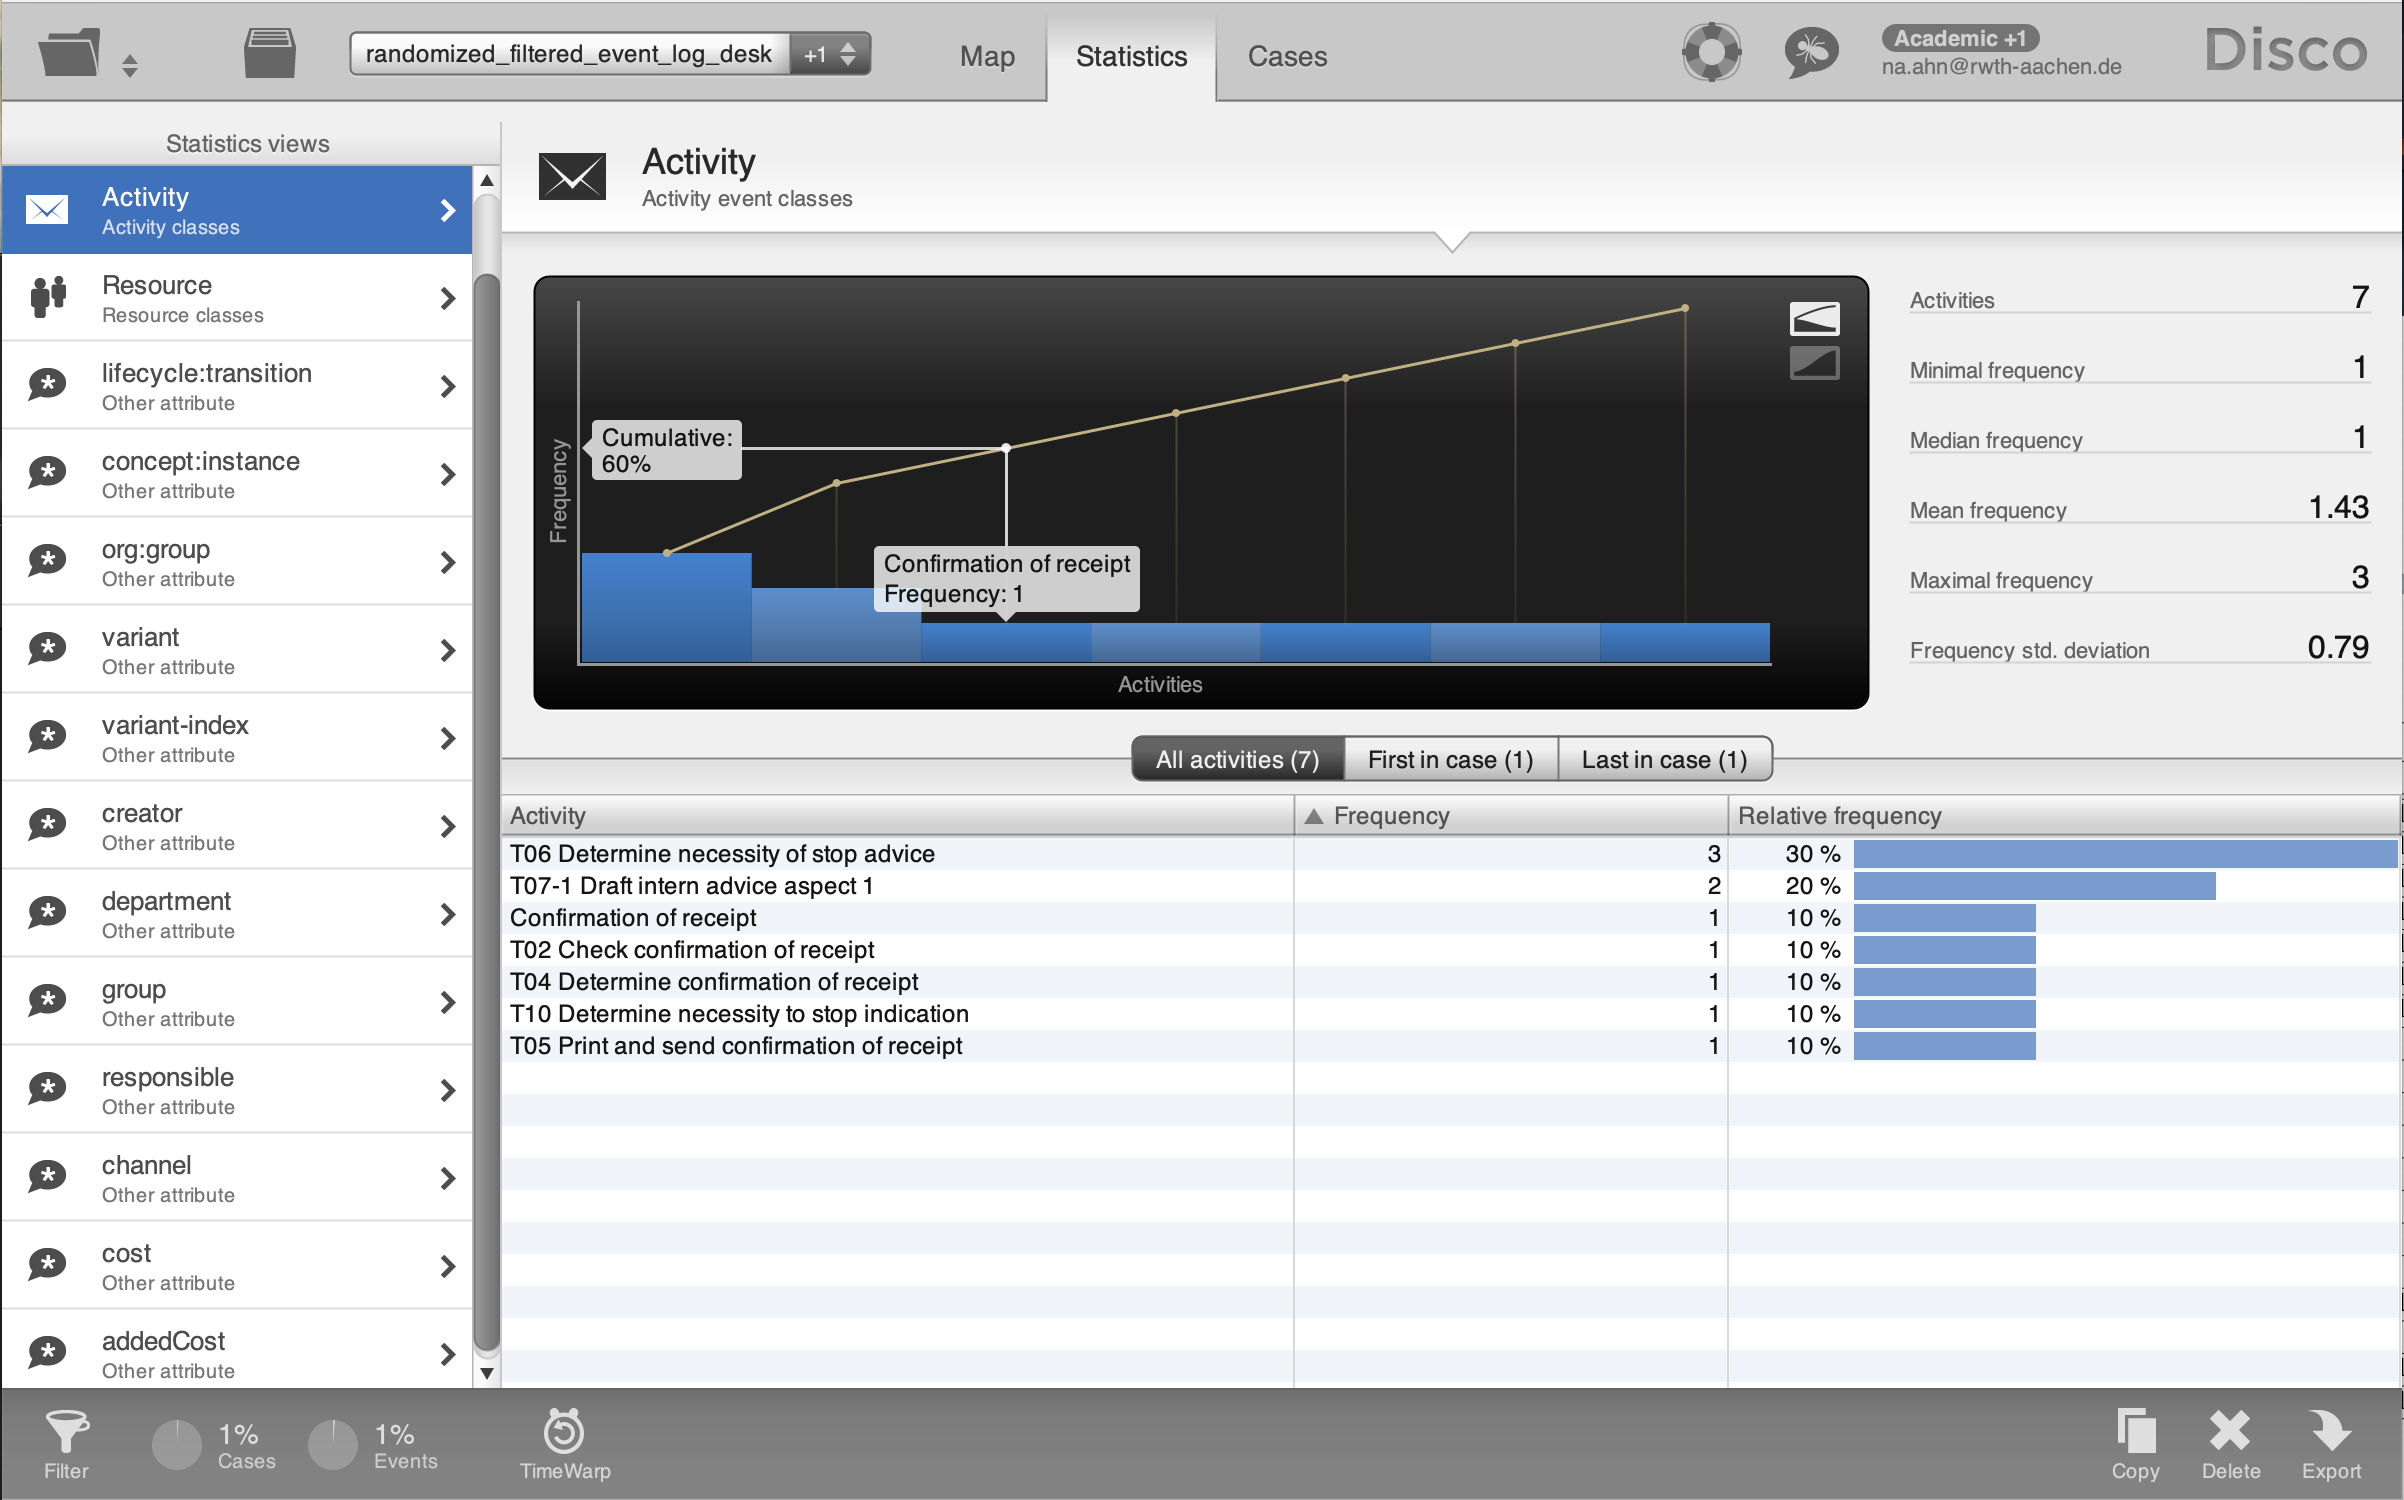 randomized_filtered_event_log_desk +1
Map Statistics Cases
Academic +1
na.ahn@rwth-aachen.de
Disco
Statistics views
Activity
Activity classes
Resource
Resource classes
lifecycle:transition
Other attribute
concept:instance
Other attribute
org:group
Other attribute
variant
Other attribute
variant-index
Other attribute
creator
Other attribute
department
Other attribute
group
Other attribute
responsible
Other attribute
channel
Other attribute
cost
Other attribute
addedCost
Other attribute
Activity
Activity event classes
Frequency
Cumulative:
60%
Confirmation of receipt
Frequency: 1
Activities
Activities 7
Minimal frequency 1
Median frequency 1
Mean frequency 1.43
Maximal frequency 3
Frequency std. deviation 0.79
All activities (7) First in case (1) Last in case (1)
Activity Frequency Relative frequency
T06 Determine necessity of stop advice 3 30 %
T07-1 Draft intern advice aspect 1 2 20 %
Confirmation of receipt 1 10 %
T02 Check confirmation of receipt 1 10 %
T04 Determine confirmation of receipt 1 10 %
T10 Determine necessity to stop indication 1 10 %
T05 Print and send confirmation of receipt 1 10 %
Filter
1%
Cases
1%
Events
TimeWarp
Copy
Delete
Export